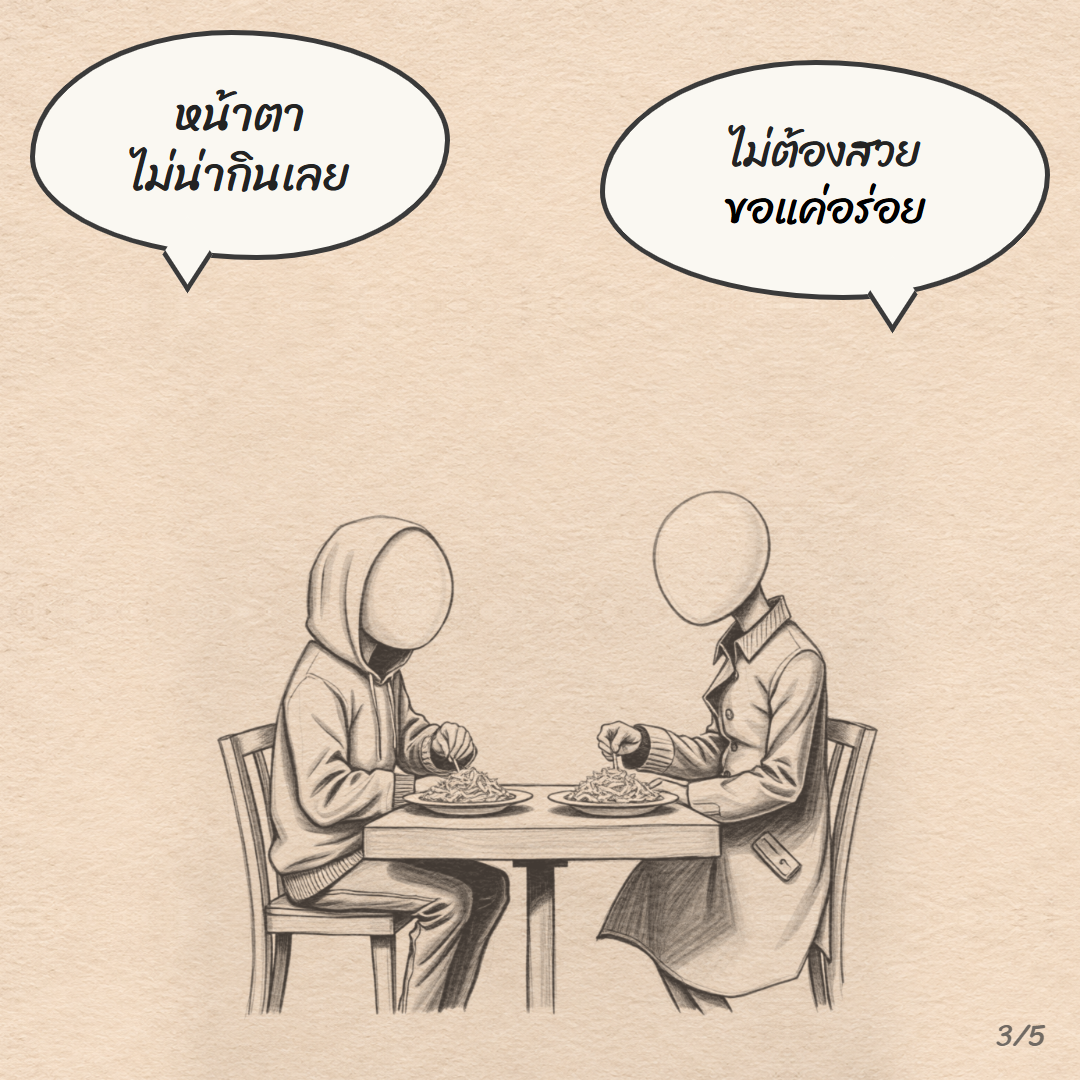 หน้าตา
ไม่น่ากินเลย
ไม่ต้องสวย
ขอแค่อร่อย
3/5